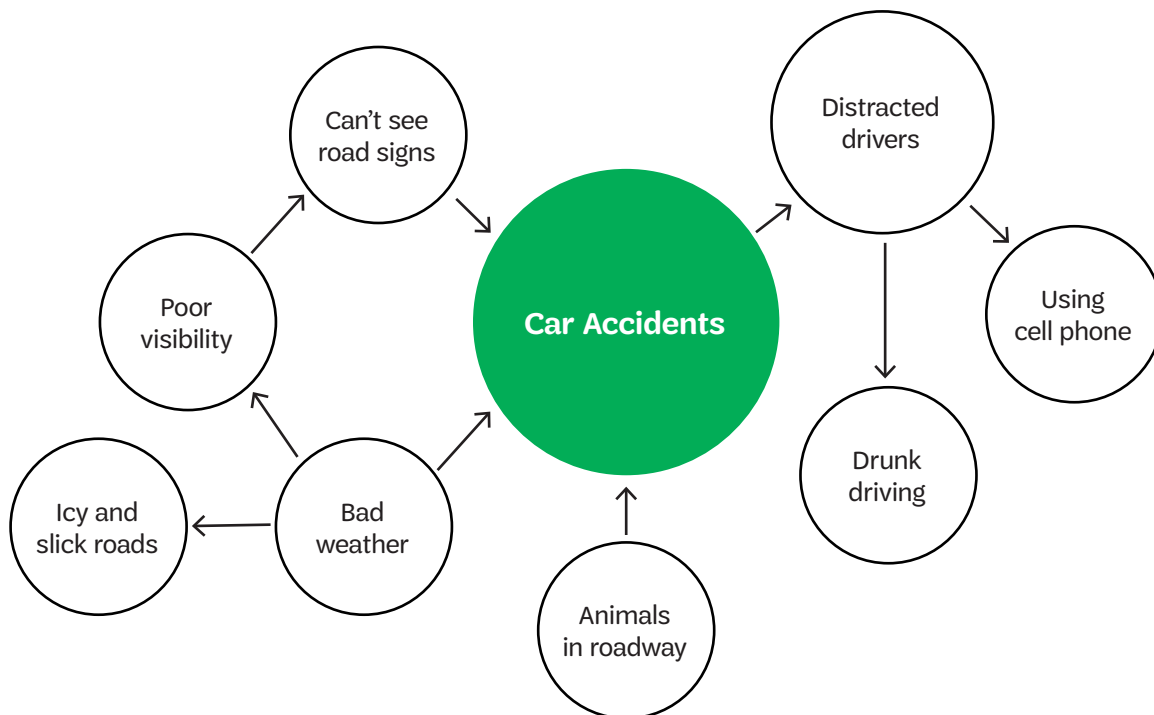 Can’t see
road signs
Distracted
drivers
Poor
visibility
Car Accidents
Using
cell phone
Icy and
slick roads
Bad
weather
Drunk
driving
Animals
in roadway